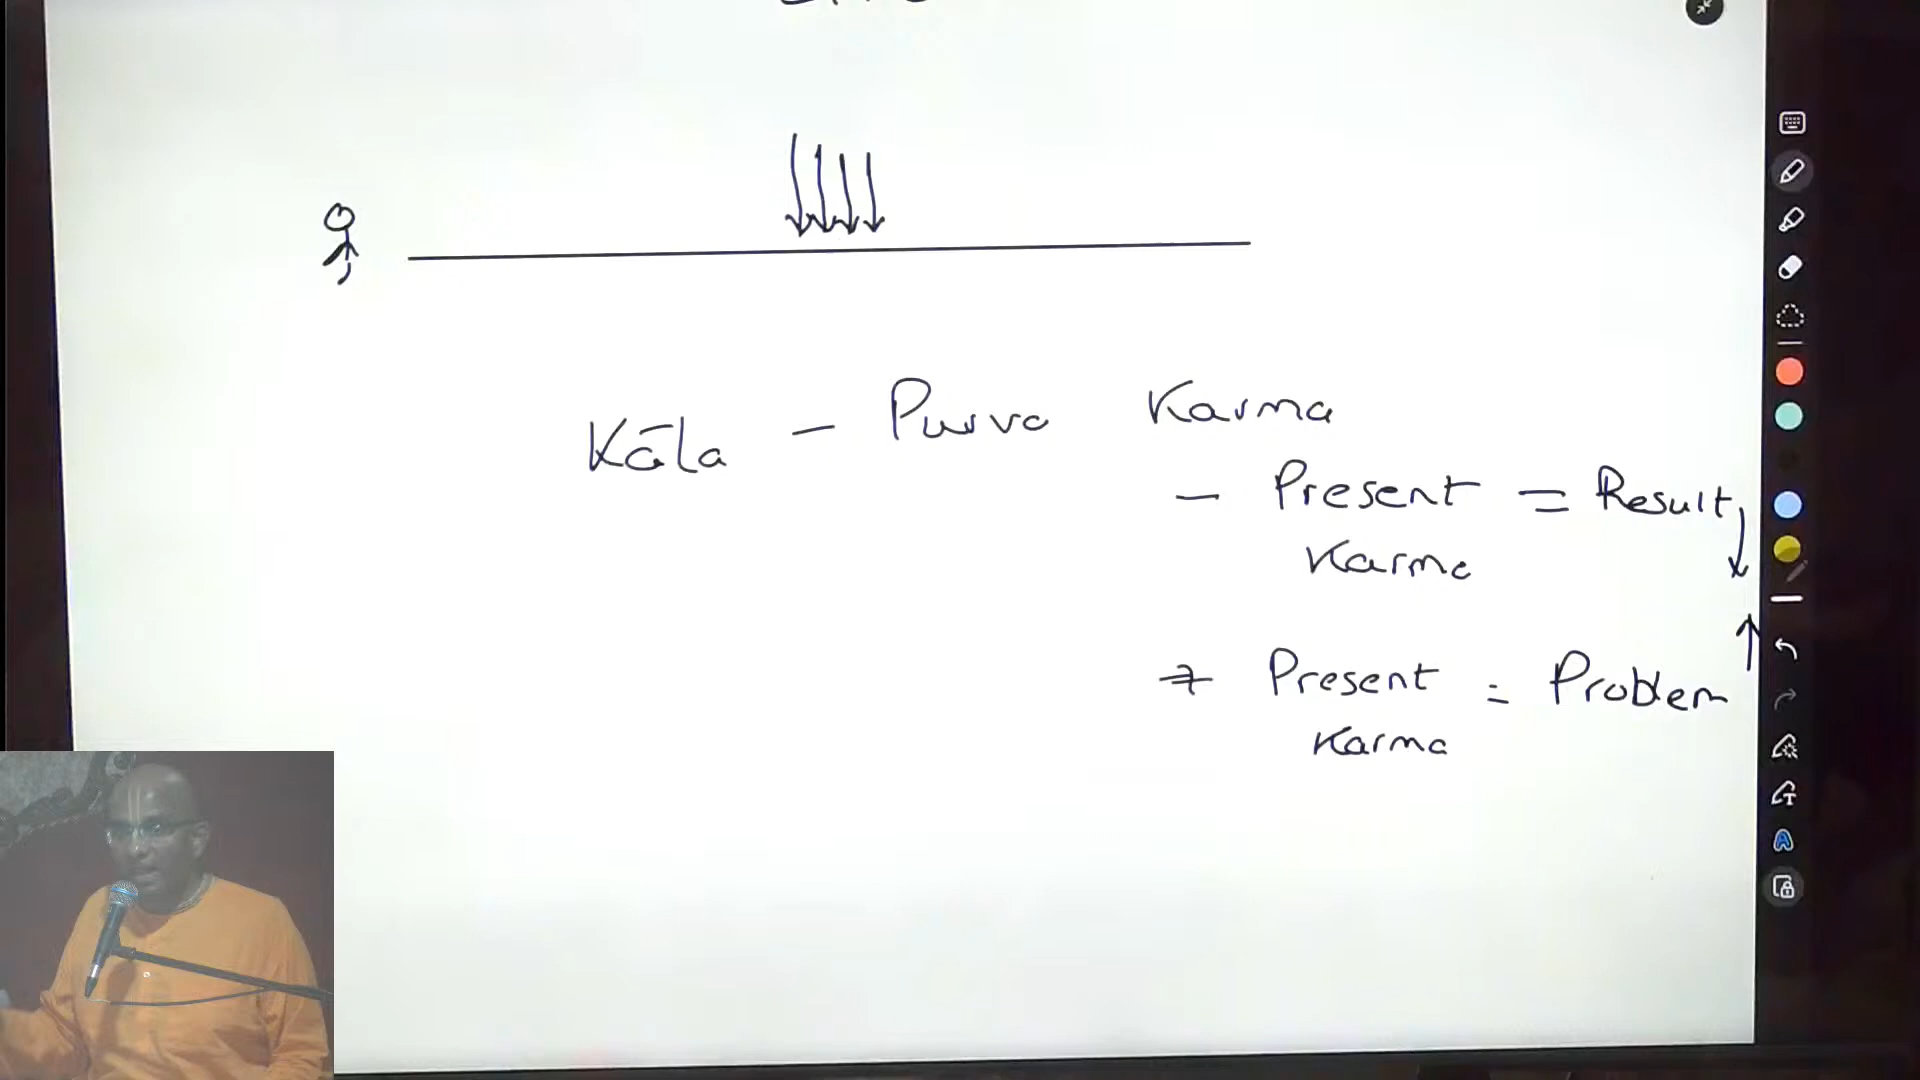 Kāla – Purva Karma
– Present = Result ↓
Karma
→ Present = Problem ↑
Karma